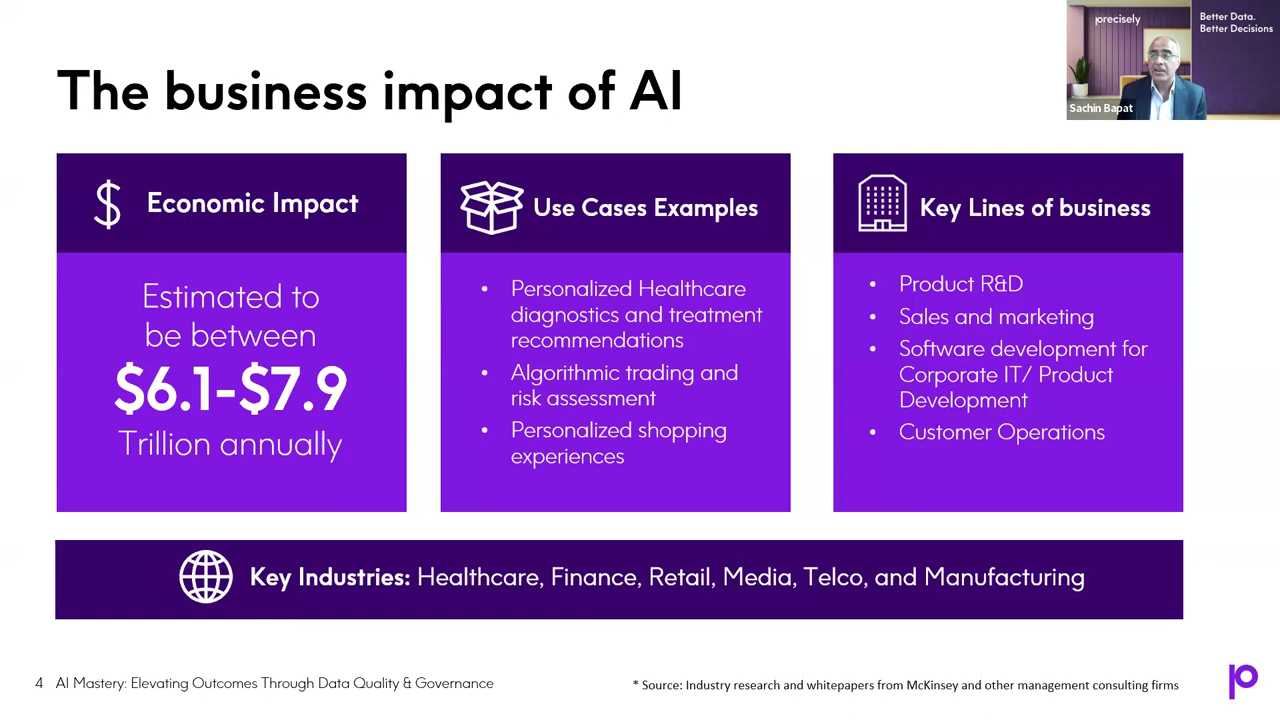 precisely
Better Data.
Better Decisions
Sachin Bapat
The business impact of AI
Economic Impact
Estimated to
be between
$6.1-$7.9
Trillion annually
Use Cases Examples
• Personalized Healthcare
diagnostics and treatment
recommendations
• Algorithmic trading and
risk assessment
• Personalized shopping
experiences
Key Lines of business
• Product R&D
• Sales and marketing
• Software development for
Corporate IT/ Product
Development
• Customer Operations
Key Industries: Healthcare, Finance, Retail, Media, Telco, and Manufacturing
4 AI Mastery: Elevating Outcomes Through Data Quality & Governance
* Source: Industry research and whitepapers from McKinsey and other management consulting firms